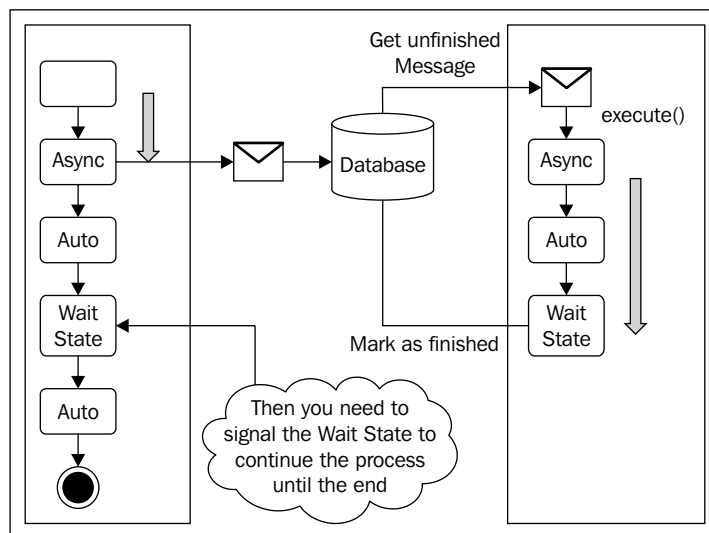 Get unfinished
Message
execute()
Async
Database
Async
Auto
Auto
Wait
State
Wait
State
Mark as finished
Auto
Then you need to
signal the Wait State to
continue the process
until the end